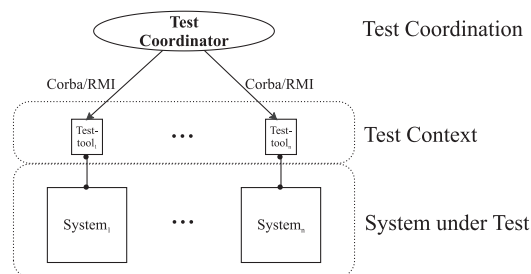 Test
Coordinator
Test Coordination
Corba/RMI
Corba/RMI
Test-
tool1
...
Test-
tooln
Test Context
System1
...
Systemn
System under Test